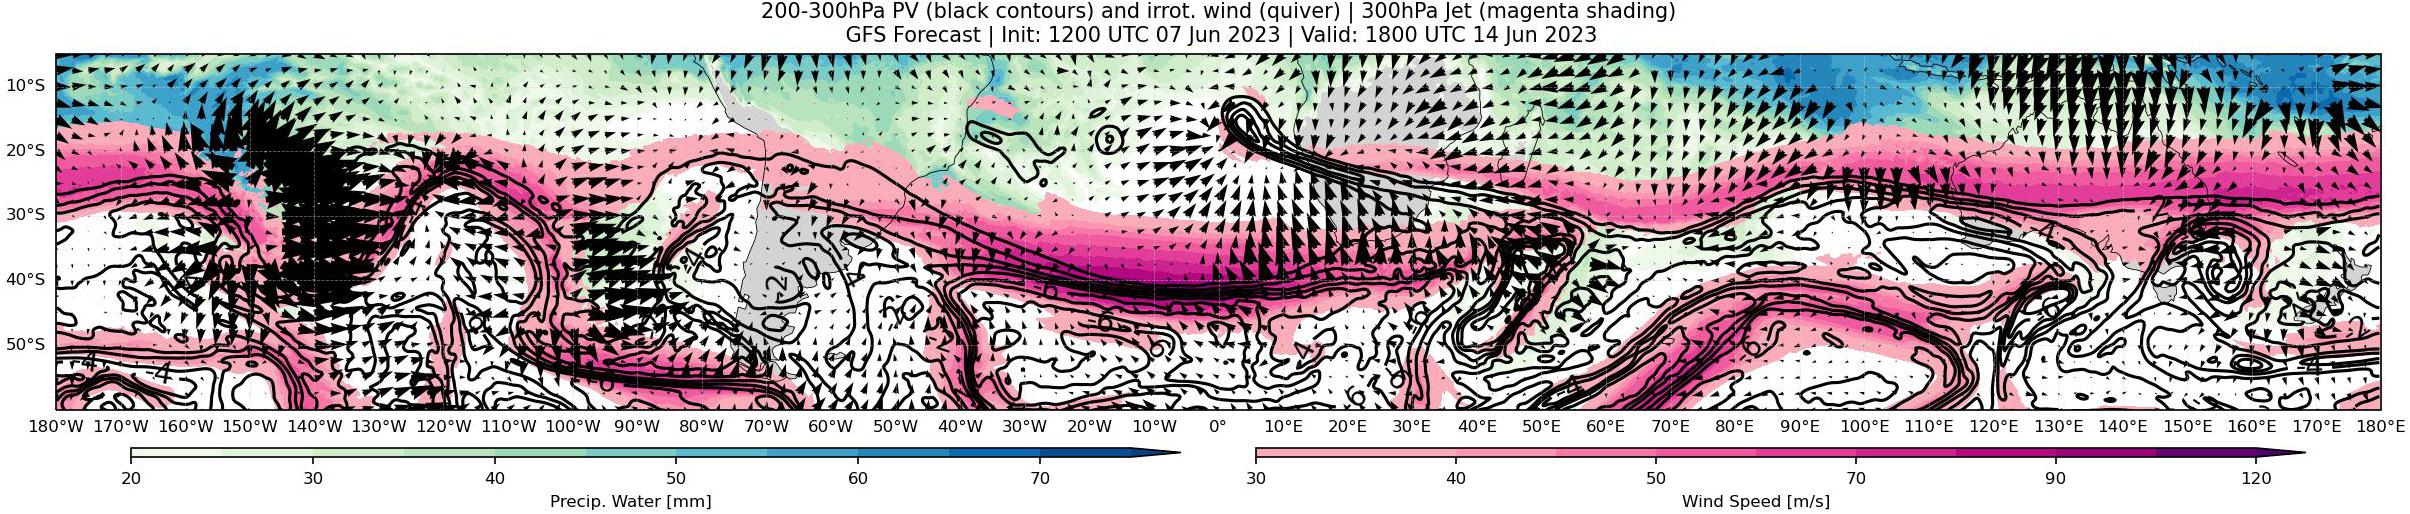 200-300hPa PV (black contours) and irrot. wind (quiver) | 300hPa Jet (magenta shading)
GFS Forecast | Init: 1200 UTC 07 Jun 2023 | Valid: 1800 UTC 14 Jun 2023
10°S
20°S
30°S
40°S
50°S
180°W 170°W 160°W 150°W 140°W 130°W 120°W 110°W 100°W 90°W 80°W 70°W 60°W 50°W 40°W 30°W 20°W 10°W 0° 10°E 20°E 30°E 40°E 50°E 60°E 70°E 80°E 90°E 100°E 110°E 120°E 130°E 140°E 150°E 160°E 170°E 180°E
20 30 40 50 60 70
Precip. Water [mm]
30 40 50 70 90 120
Wind Speed [m/s]